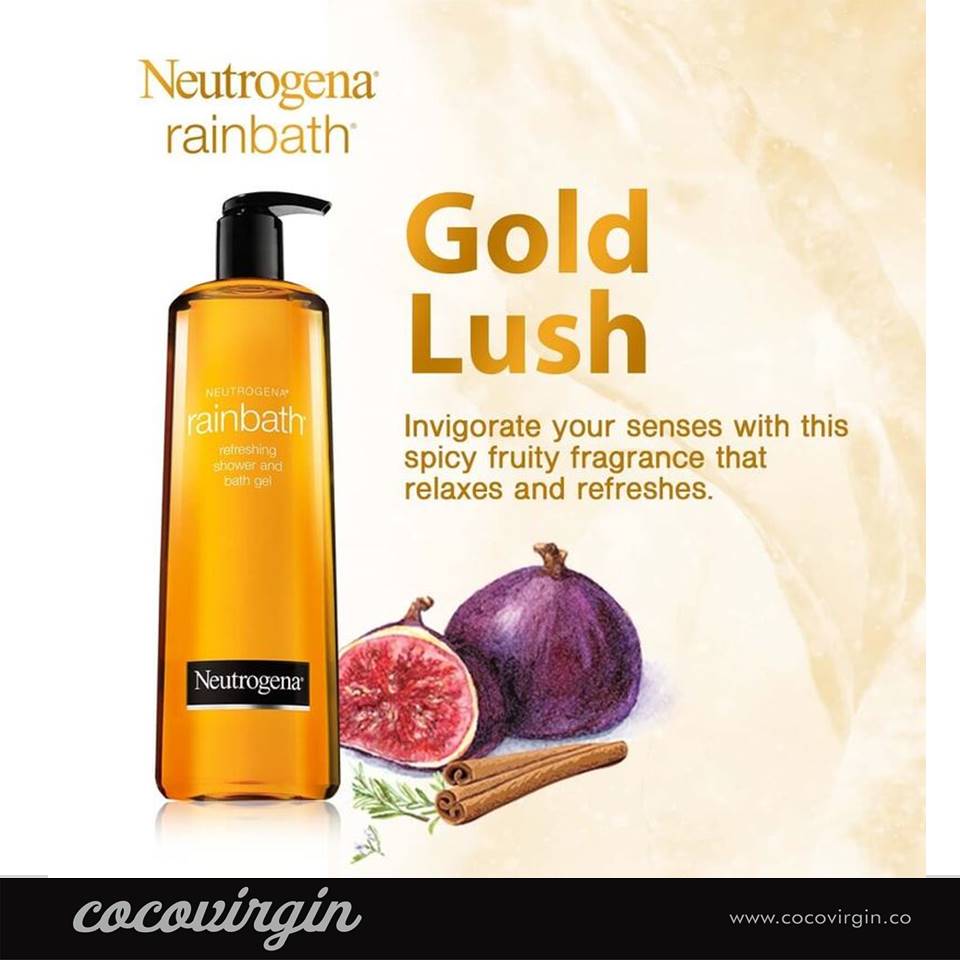 Neutrogena®
rainbath®
Gold
Lush
Invigorate your senses with this
spicy fruity fragrance that
relaxes and refreshes.
NEUTROGENA®
rainbath®
refreshing
shower and
bath gel
Neutrogena®
cocovirgin
www.cocovirgin.co